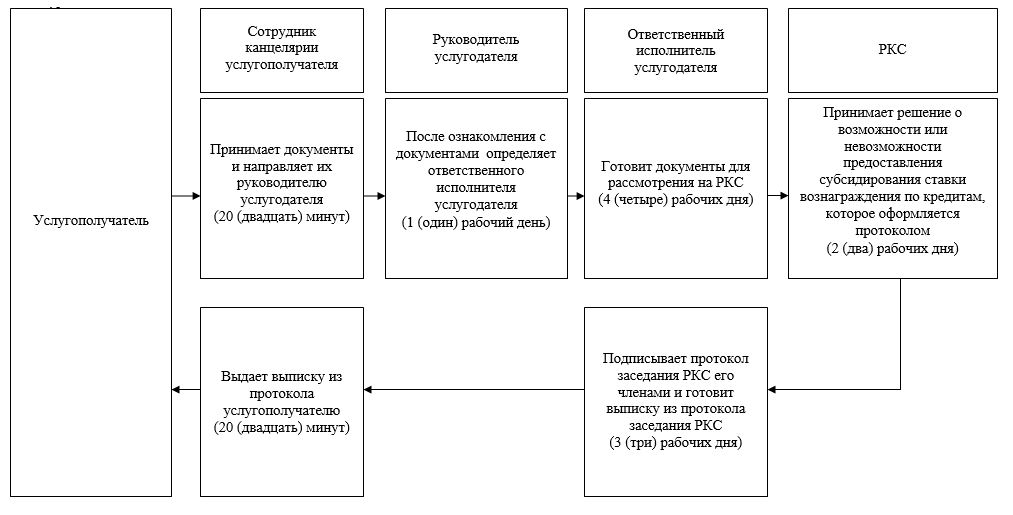 Сотрудник
канцелярии
услугополучателя
Руководитель
услугодателя
Ответственный
исполнитель
услугодателя
РКС
Услугополучатель
Принимает документы
и направляет их
руководителю
услугодателя
(20 (двадцать) минут)
После ознакомления с
документами определяет
ответственного
исполнителя
услугодателя
(1 (один) рабочий день)
Готовит документы для
рассмотрения на РКС
(4 (четыре) рабочих дня)
Принимает решение о
возможности или
невозможности
предоставления
субсидирования ставки
вознаграждения по кредитам,
которое оформляется
протоколом
(2 (два) рабочих дня)
Выдает выписку из
протокола
услугополучателю
(20 (двадцать) минут)
Подписывает протокол
заседания РКС его
членами и готовит
выписку из протокола
заседания РКС
(3 (три) рабочих дня)